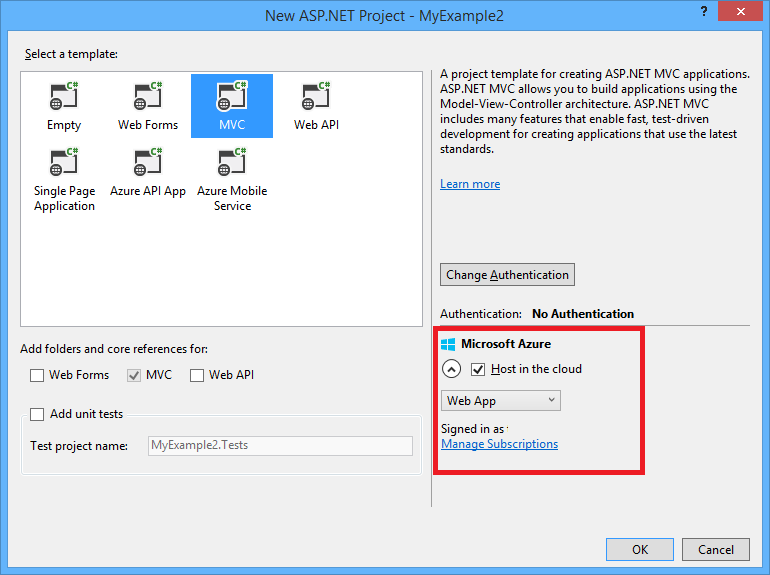 New ASP.NET Project - MyExample2
?
Select a template:
C# C# C# C#
Empty Web Forms MVC Web API
C# C# C#
Single Page Application
Azure API App
Azure Mobile Service
A project template for creating ASP.NET MVC applications.
ASP.NET MVC allows you to build applications using the
Model-View-Controller architecture. ASP.NET MVC
includes many features that enable fast, test-driven
development for creating applications that use the latest
standards.
Learn more
Change Authentication
Authentication: No Authentication
Microsoft Azure
Host in the cloud
Web App
Signed in as
Manage Subscriptions
Add folders and core references for:
Web Forms MVC Web API
Add unit tests
Test project name: MyExample2.Tests
OK Cancel